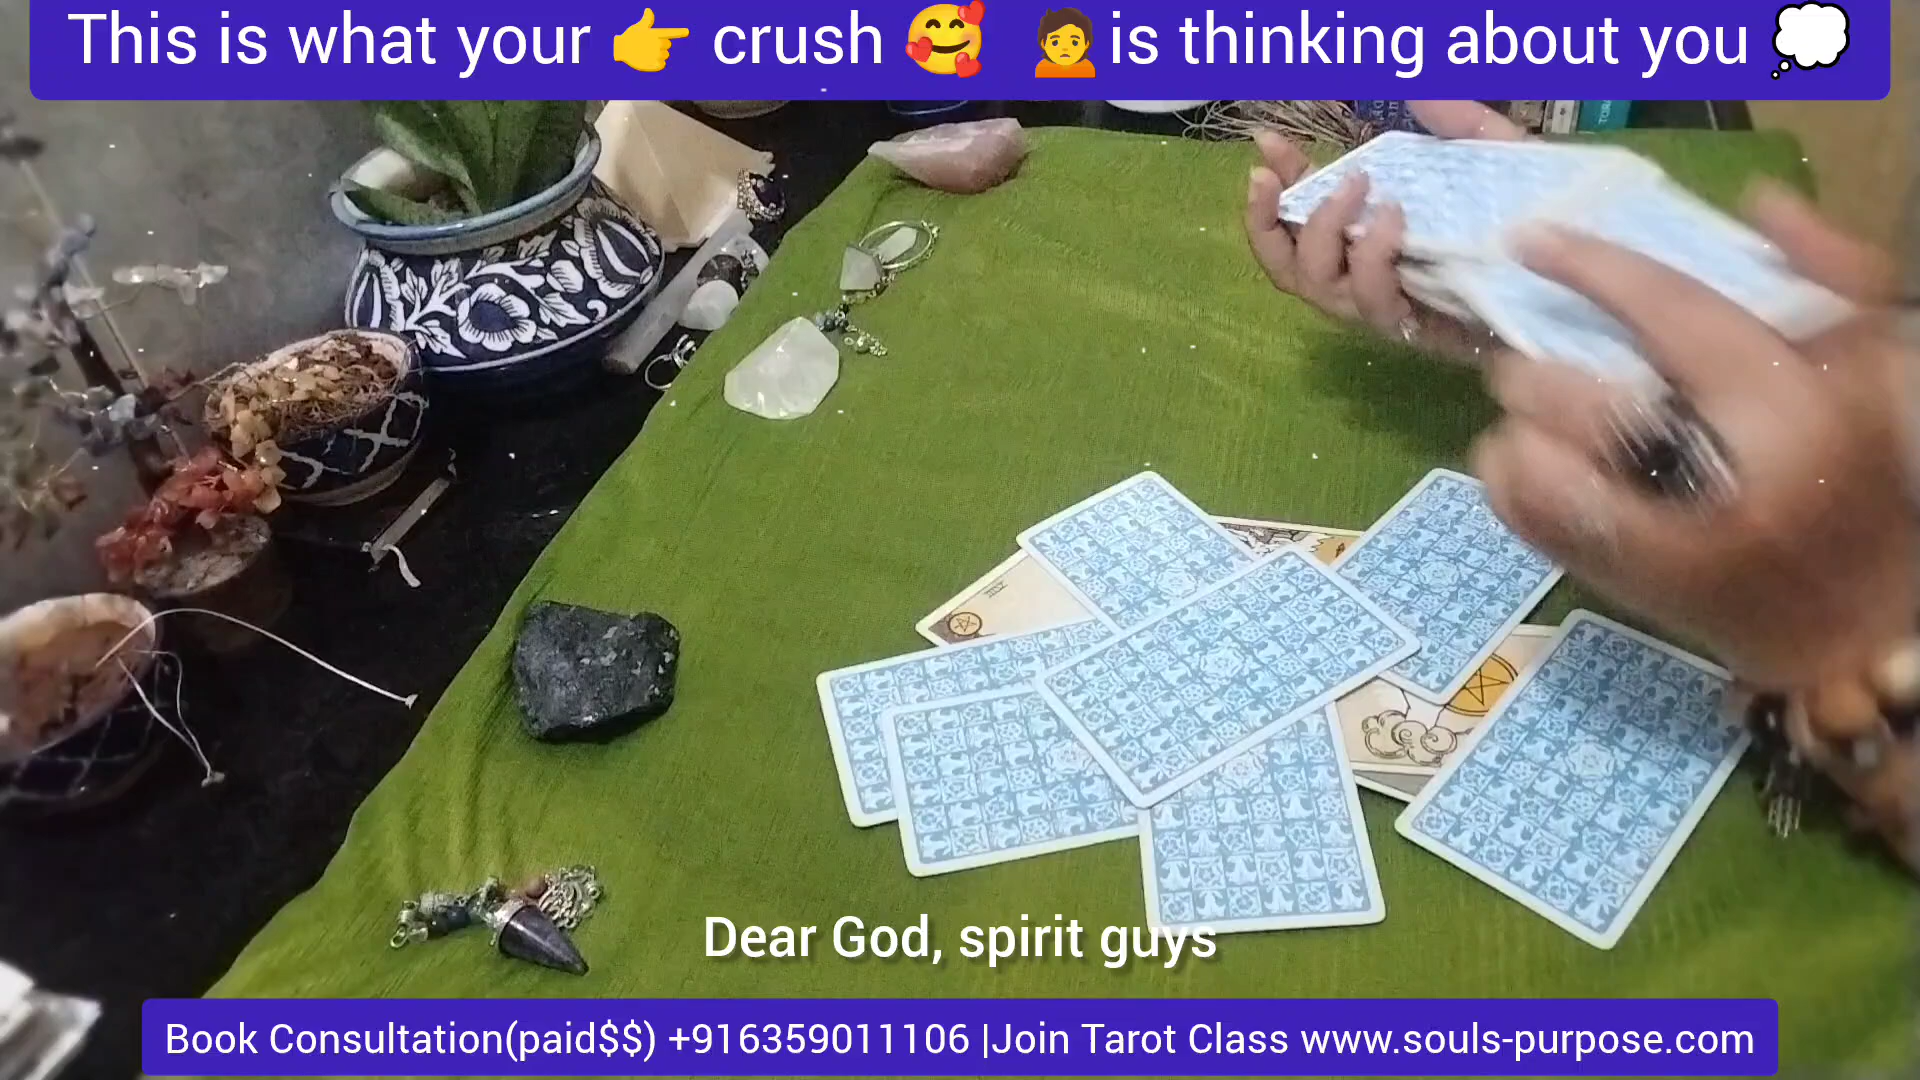 This is what your 👉 crush 🥰 🙍 is thinking about you 💭
Dear God, spirit guys
Book Consultation(paid$$) +916359011106 |Join Tarot Class www.souls-purpose.com